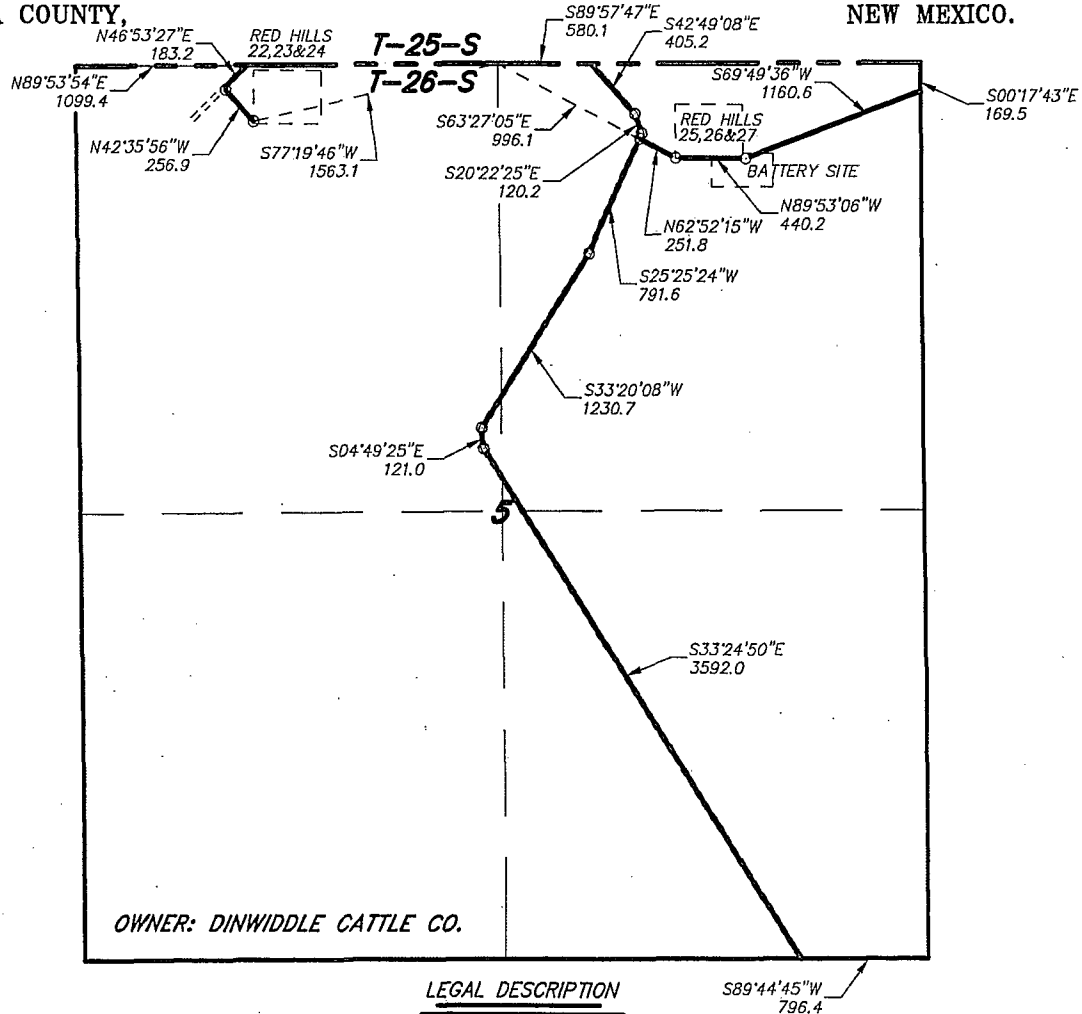 A COUNTY,
NEW MEXICO.
S89°57'47"E
580.1
S42°49'08"E
405.2
N46°53'27"E
183.2
RED HILLS
22,23&24
T-25-S
T-26-S
S69°49'36"W
1160.6
N89°53'54"E
1099.4
S00°17'43"E
169.5
S63°27'05"E
996.1
RED HILLS
25,26&27
N42°35'56"W
256.9
S77°19'46"W
1563.1
S20°22'25"E
120.2
BATTERY SITE
N89°53'06"W
440.2
N62°52'15"W
251.8
S25°25'24"W
791.6
S33°20'08"W
1230.7
S04°49'25"E
121.0
5
S33°24'50"E
3592.0
OWNER: DINWIDDLE CATTLE CO.
LEGAL DESCRIPTION
S89°44'45"W
796.4